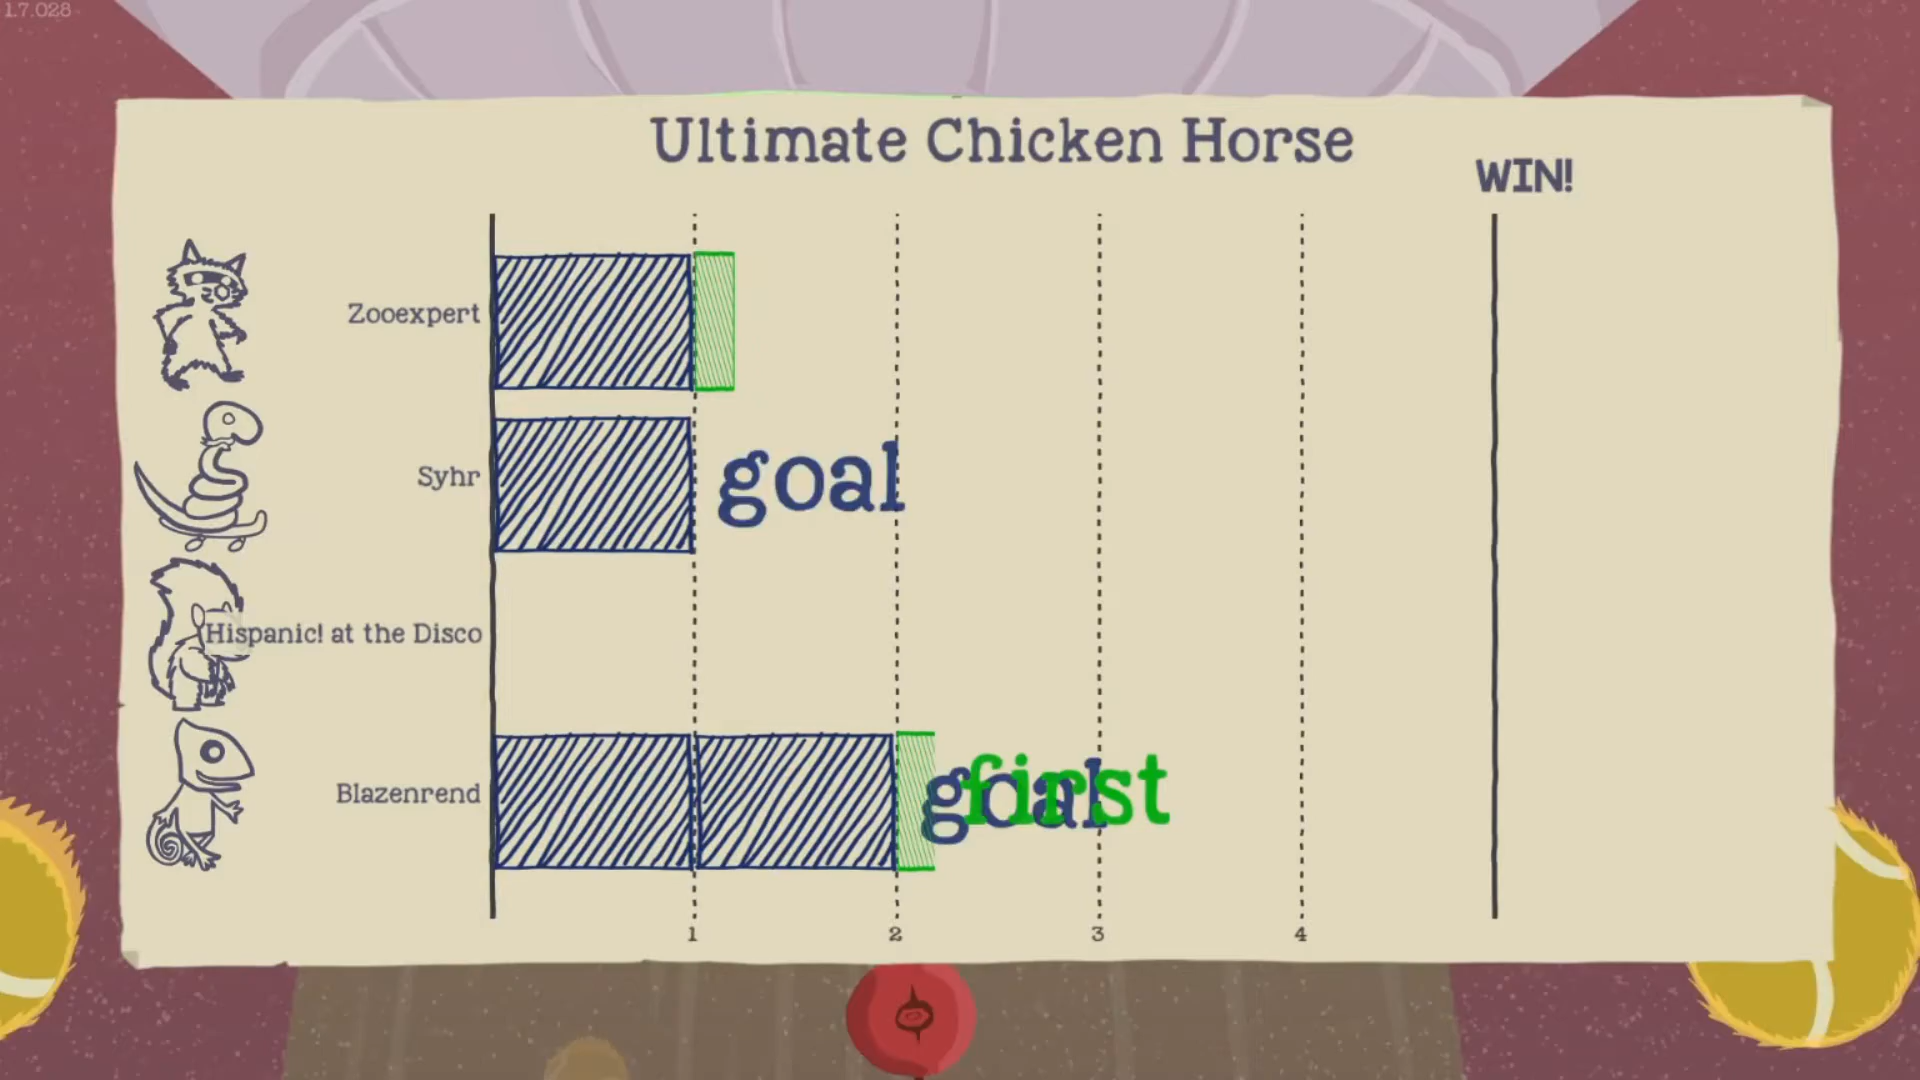 1.7.028
Ultimate Chicken Horse
WIN!
Zooexpert
Syhr
goal
Hispanic! at the Disco
Blazenrend
goal
first
1
2
3
4